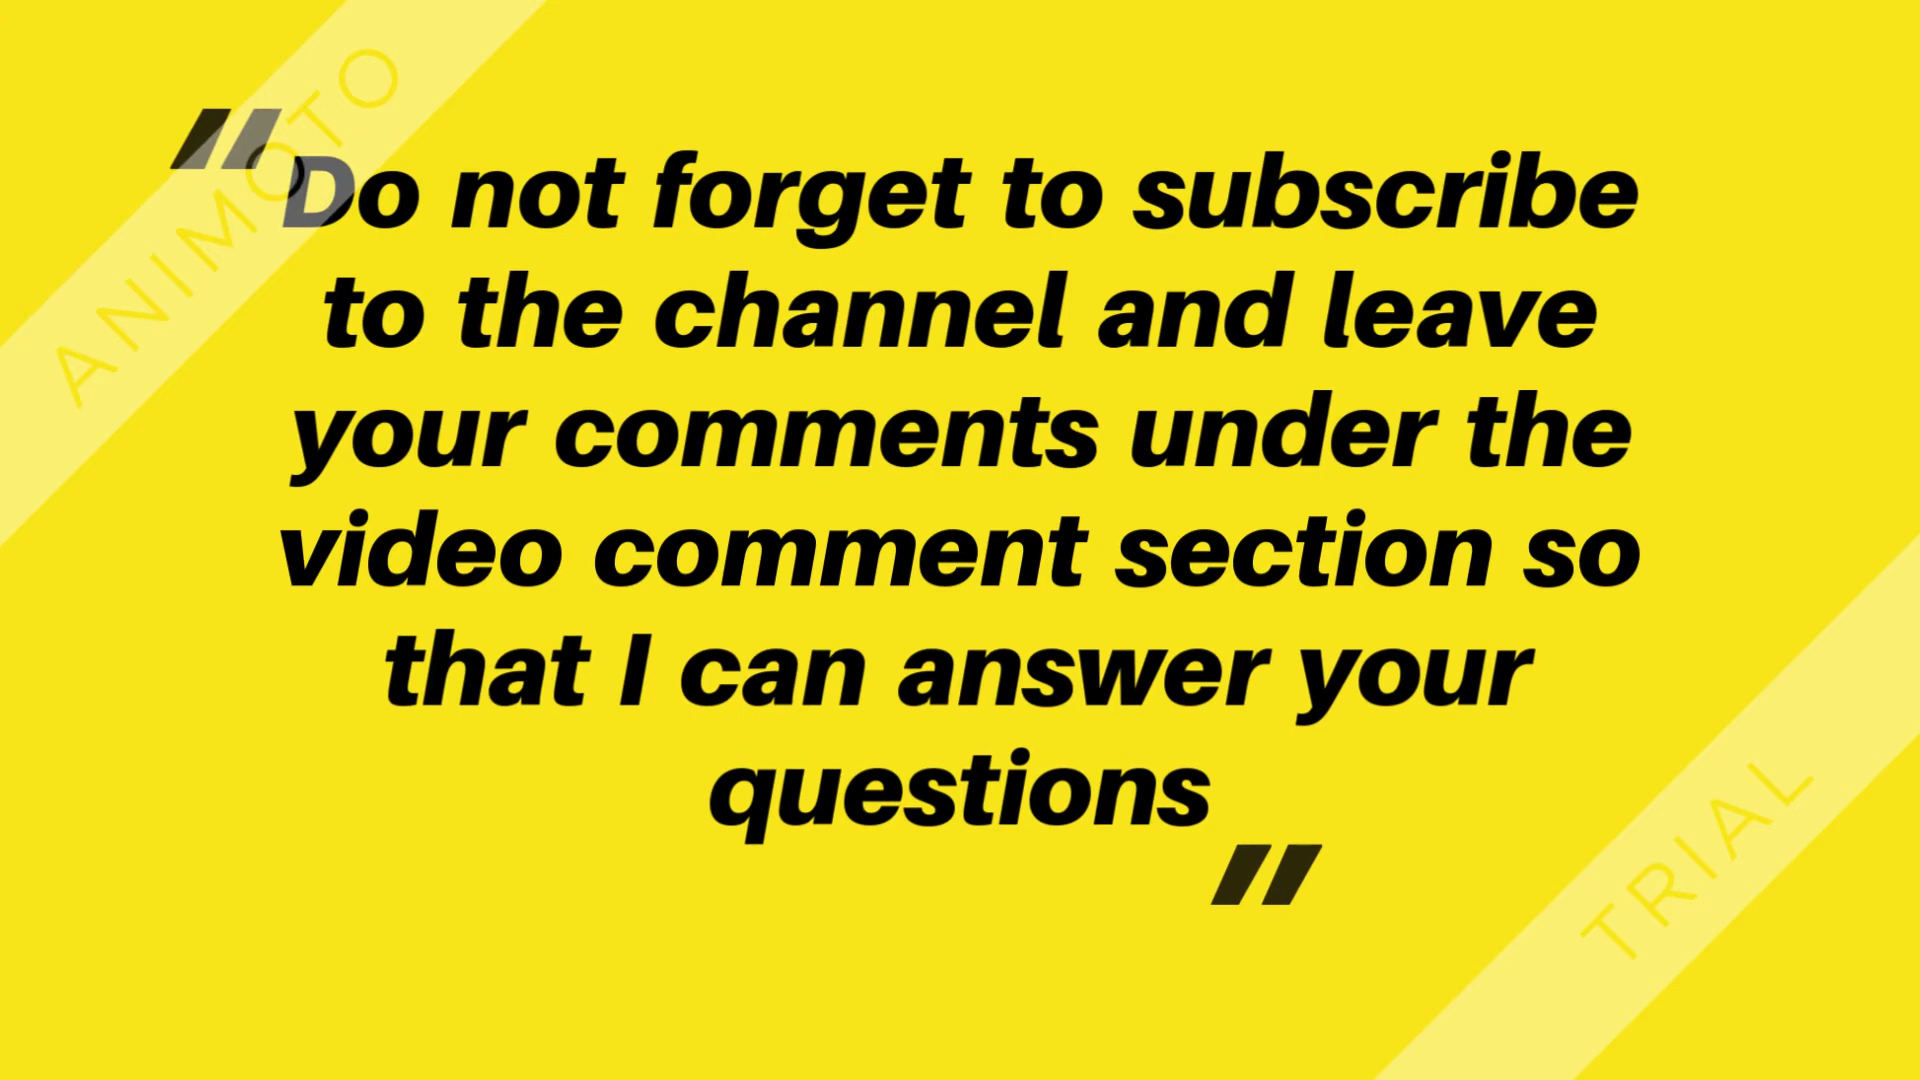 ANIMOTO
"Do not forget to subscribe
to the channel and leave
your comments under the
video comment section so
that I can answer your
questions"
TRIAL